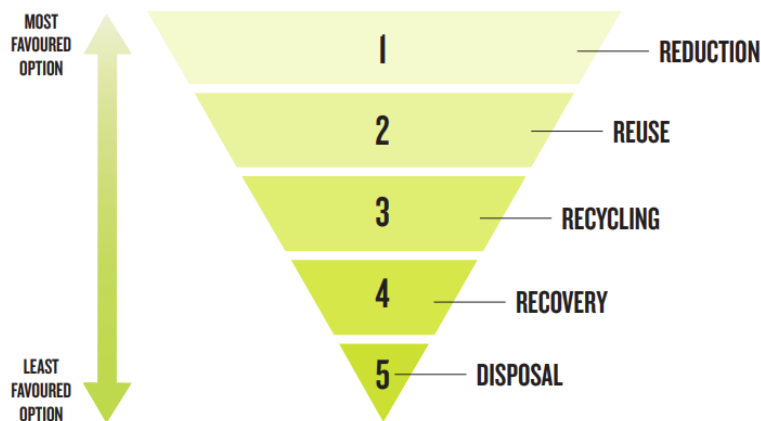 MOST
FAVOURED
OPTION
1
REDUCTION
2
REUSE
3
RECYCLING
4
RECOVERY
5
DISPOSAL
LEAST
FAVOURED
OPTION